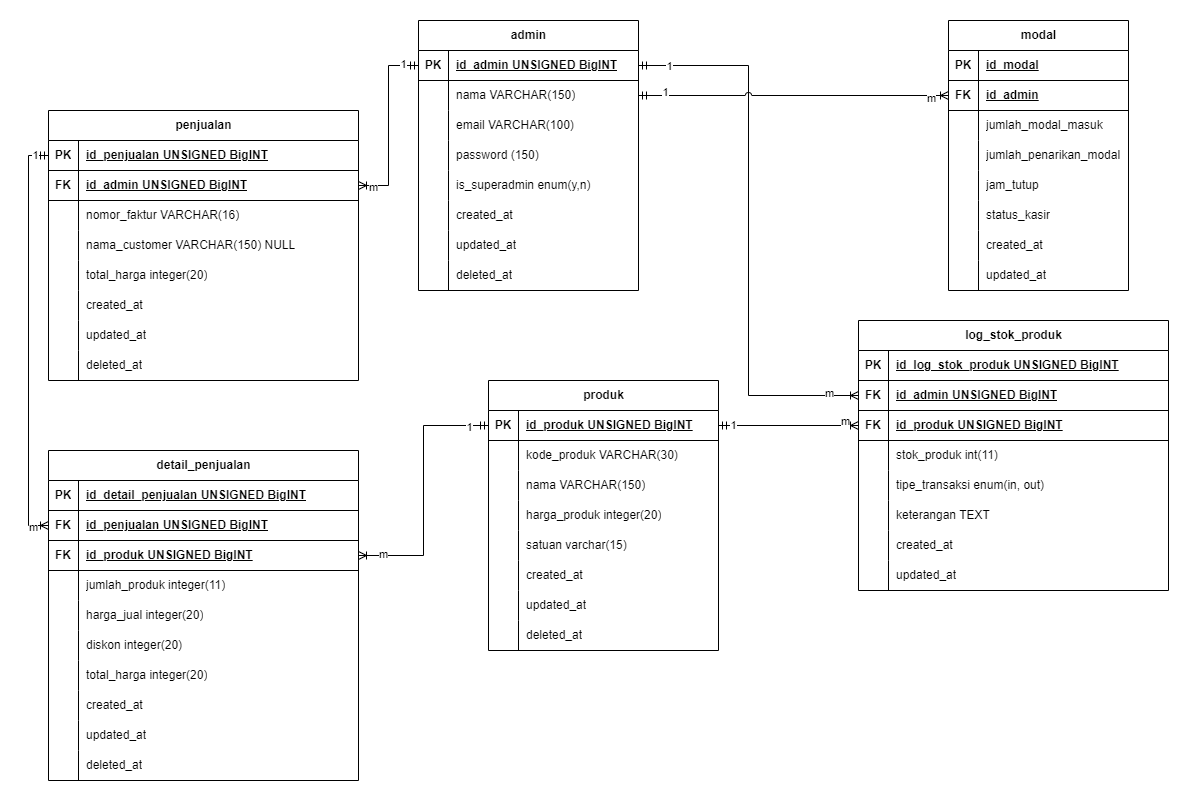 admin
PK id_admin UNSIGNED BigINT
nama VARCHAR(150)
email VARCHAR(100)
password (150)
is_superadmin enum(y,n)
created_at
updated_at
deleted_at
modal
PK id_modal
FK id_admin
jumlah_modal_masuk
jumlah_penarikan_modal
jam_tutup
status_kasir
created_at
updated_at
penjualan
PK id_penjualan UNSIGNED BigINT
FK id_admin UNSIGNED BigINT
nomor_faktur VARCHAR(16)
nama_customer VARCHAR(150) NULL
total_harga integer(20)
created_at
updated_at
deleted_at
log_stok_produk
PK id_log_stok_produk UNSIGNED BigINT
FK id_admin UNSIGNED BigINT
FK id_produk UNSIGNED BigINT
stok_produk int(11)
tipe_transaksi enum(in, out)
keterangan TEXT
created_at
updated_at
produk
PK id_produk UNSIGNED BigINT
kode_produk VARCHAR(30)
nama VARCHAR(150)
harga_produk integer(20)
satuan varchar(15)
created_at
updated_at
deleted_at
detail_penjualan
PK id_detail_penjualan UNSIGNED BigINT
FK id_penjualan UNSIGNED BigINT
FK id_produk UNSIGNED BigINT
jumlah_produk integer(11)
harga_jual integer(20)
diskon integer(20)
total_harga integer(20)
created_at
updated_at
deleted_at
1
m
1
m
1
m
1
m
1
m
1
m